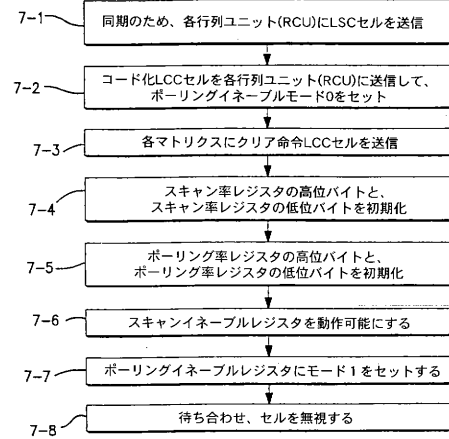 7-1
同期のため、各行列ユニット(RCU)にLSCセルを送信
7-2
コード化LCCセルを各行列ユニット(RCU)に送信して、
ポーリングイネーブルモード0をセット
7-3
各マトリクスにクリア命令LCCセルを送信
7-4
スキャン率レジスタの高位バイトと、
スキャン率レジスタの低位バイトを初期化
7-5
ポーリング率レジスタの高位バイトと、
ポーリング率レジスタの低位バイトを初期化
7-6
スキャンイネーブルレジスタを動作可能にする
7-7
ポーリングイネーブルレジスタにモード1をセットする
7-8
待ち合わせ、セルを無視する